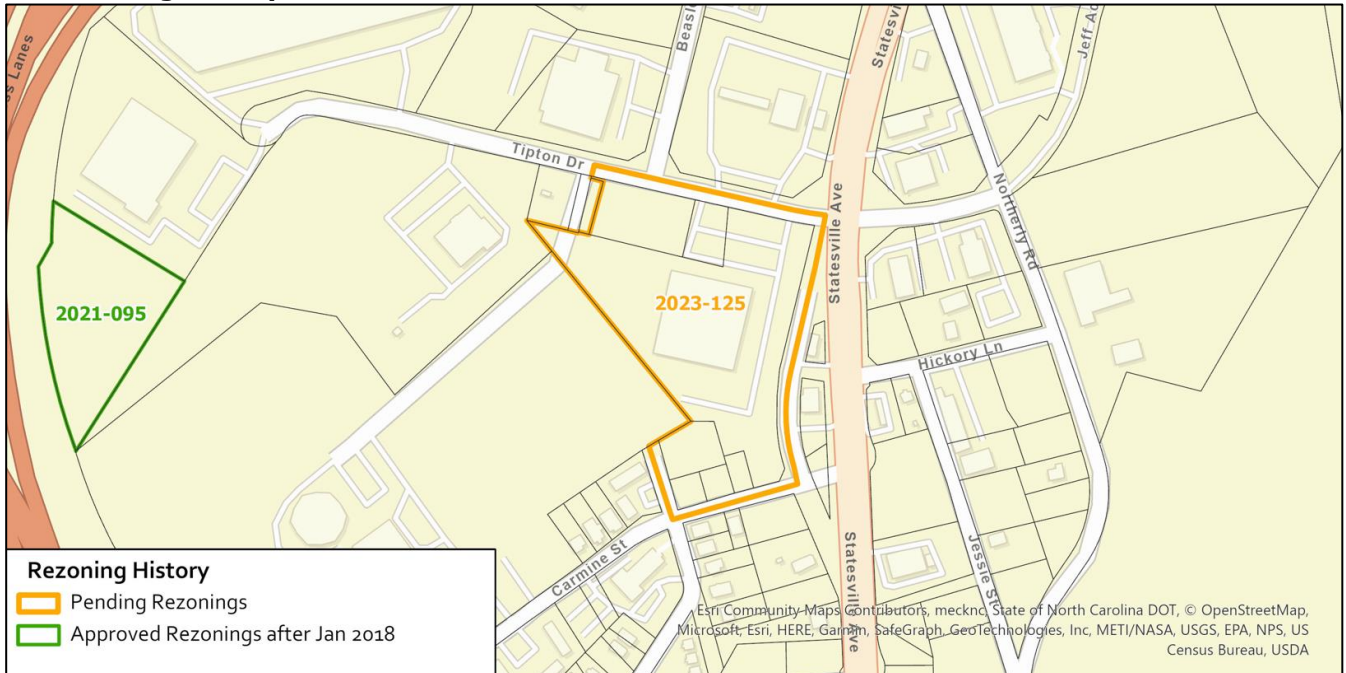 ss Lanes
Beasl
Statesvi
Jeff Ad
Tipton Dr
Northerly Rd
Statesville Ave
2023-125
2021-095
Hickory Ln
Rezoning History
Pending Rezonings
Approved Rezonings after Jan 2018
Carmine St
Jessie St
Statesville Ave
Esri Community Maps Contributors, mecknc, State of North Carolina DOT, © OpenStreetMap,
Microsoft, Esri, HERE, Garmin, SafeGraph, GeoTechnologies, Inc, METI/NASA, USGS, EPA, NPS, US
Census Bureau, USDA